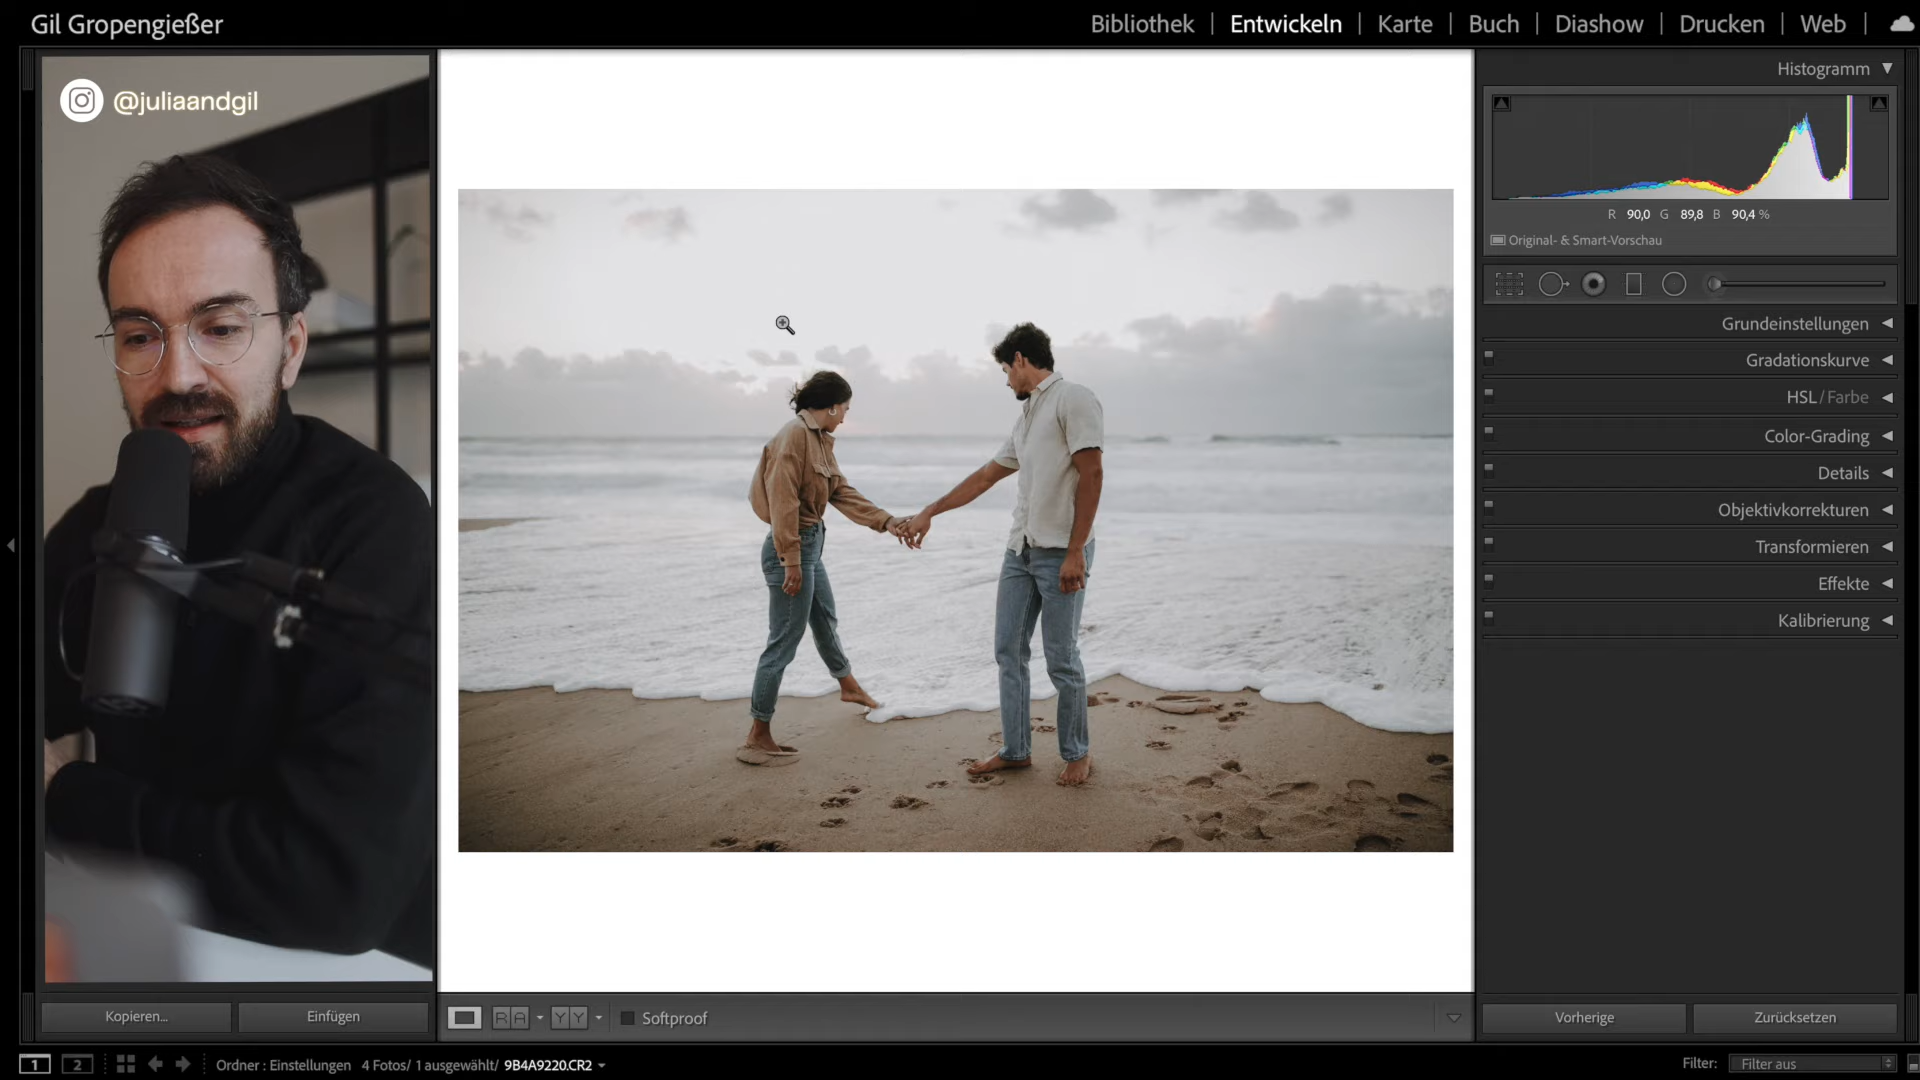 Gil Gropengießer
Bibliothek | Entwickeln | Karte | Buch | Diashow | Drucken | Web |
@juliaandgil
Histogramm
R 90,0 G 89,8 B 90,4 %
Original- & Smart-Vorschau
Grundeinstellungen
Gradationskurve
HSL / Farbe
Color-Grading
Details
Objektivkorrekturen
Transformieren
Effekte
Kalibrierung
Kopieren...
Einfügen
R A
Y Y
Softproof
Vorherige
Zurücksetzen
1
2
Ordner : Einstellungen
4 Fotos/ 1 ausgewählt/ 9B4A9220.CR2
Filter:
Filter aus